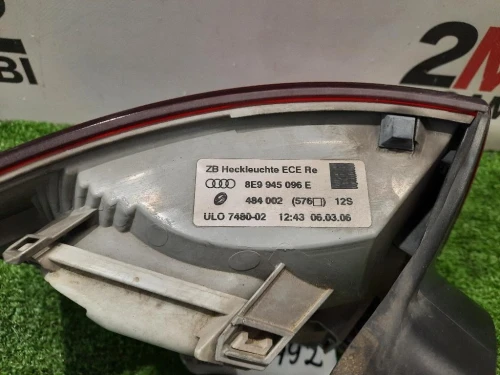 2M
BI
ZB Heckleuchte ECE Re
8E9 945 096 E
484 002 (576□) 12S
ULO 7480-02 12:43 06.03.06
192